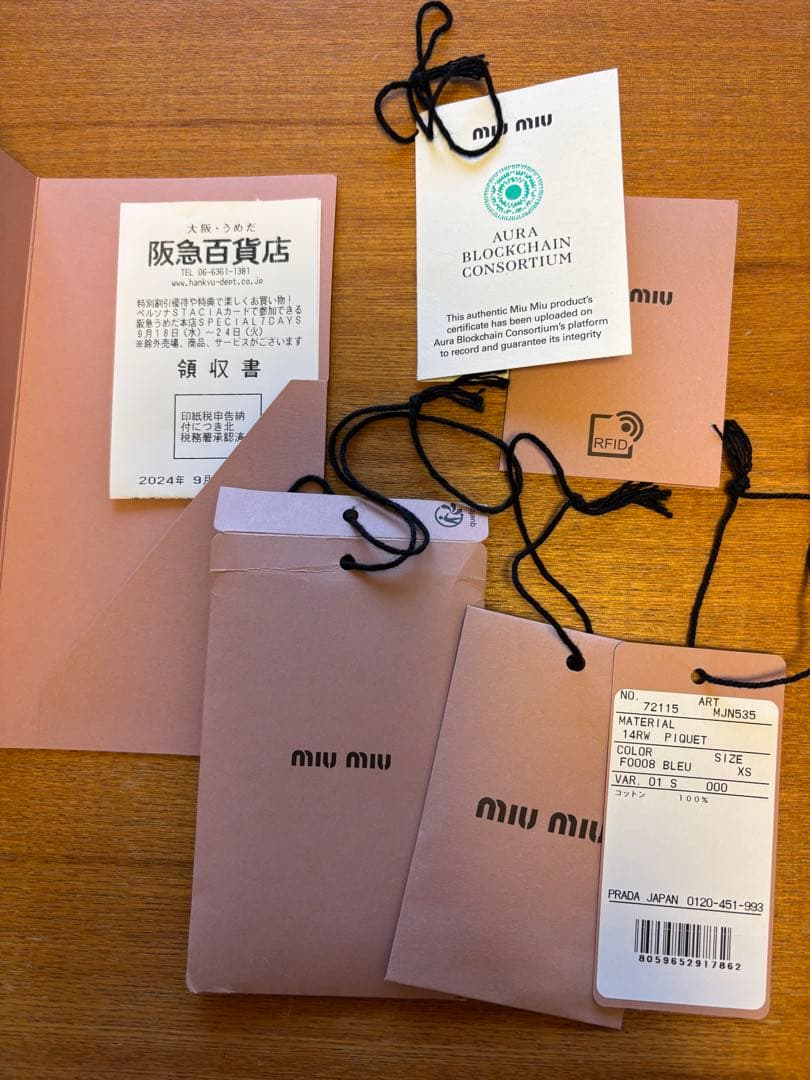 大阪・うめだ
阪急百貨店
TEL 06-6361-1381
www.hankyu-dept.co.jp
特別割引優待や特典で楽しくお買い物!
ペルソナSTACIAカードで参加できる
阪急うめだ本店SPECIAL7DAYS
9月18日(水)~24日(火)
※除外売場、商品、サービスがございます
領収書
印紙税申告納
付につき北
税務署承認済
2024年 9月
miu miu
AURA
BLOCKCHAIN
CONSORTIUM
This authentic Miu Miu product's
certificate has been uploaded on
Aura Blockchain Consortium's platform
to record and guarantee its integrity
miu
RFID
miu miu
miu miu
NO. ART
72115 MJN535
MATERIAL
14RW PIQUET
COLOR SIZE
F0008 BLEU XS
VAR. 01 S 000
コットン 100%
PRADA JAPAN 0120-451-993
8059652917862